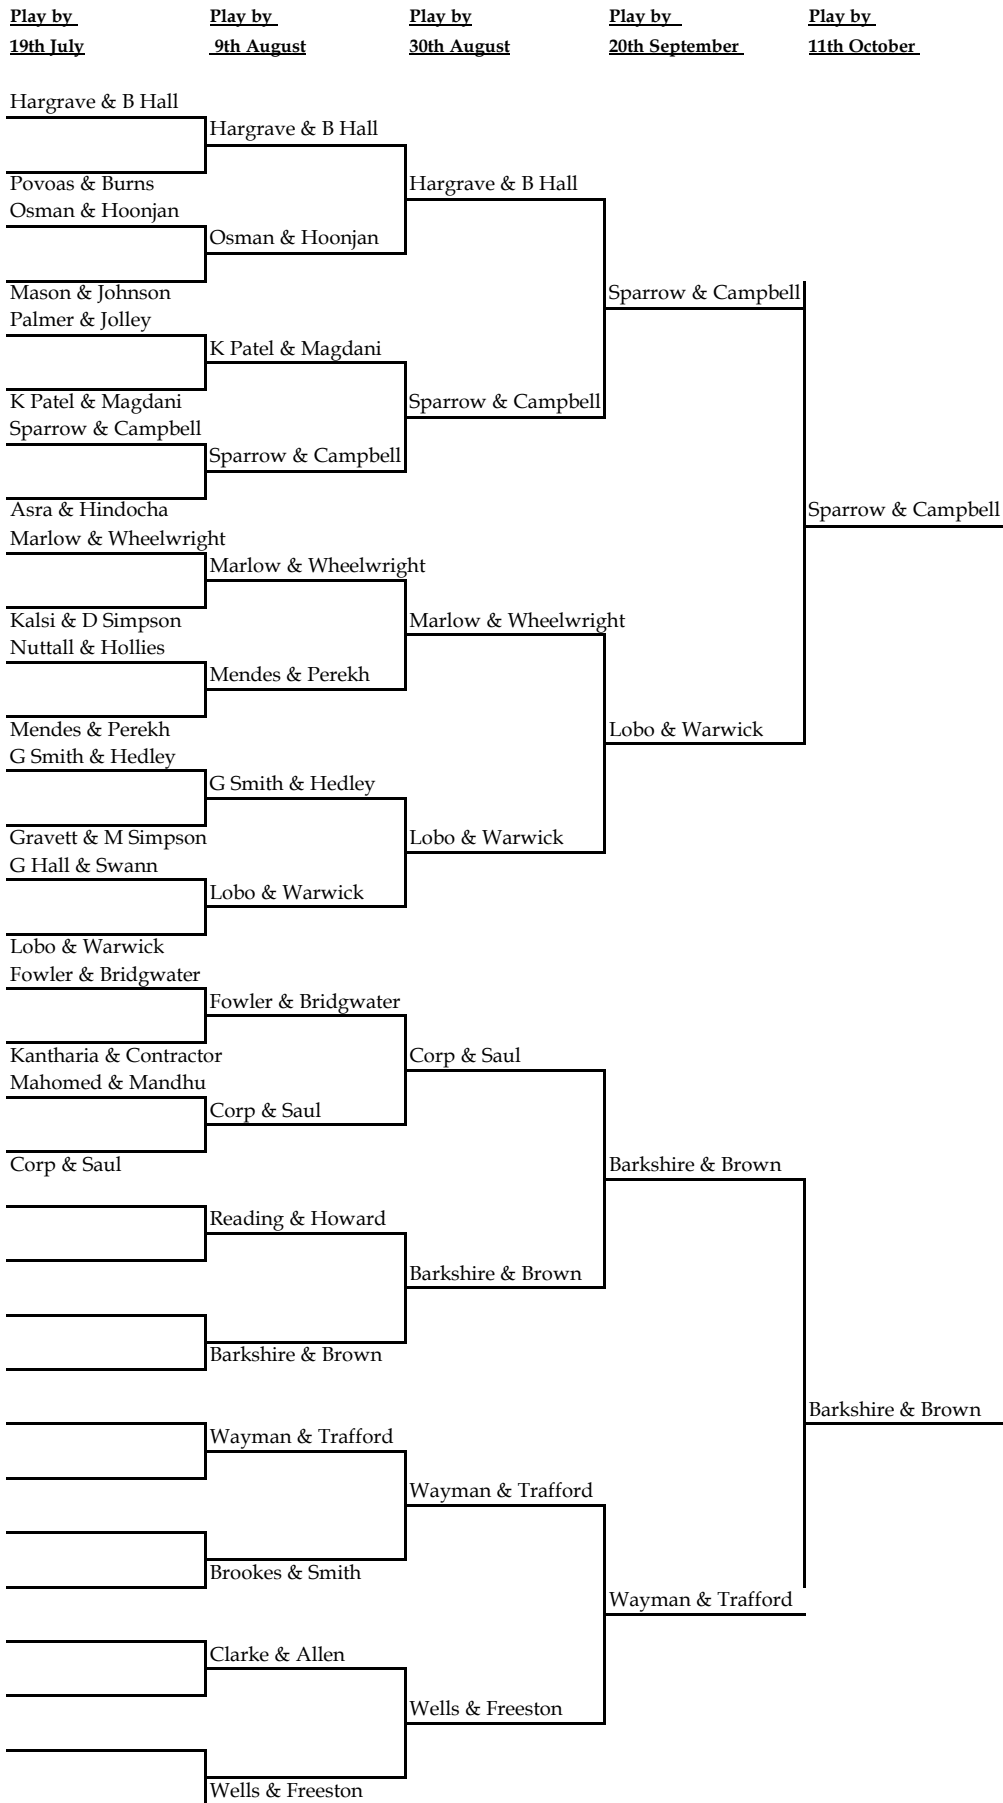 Play by Play by Play by Play by Play by
19th July 9th August 30th August 20th September 11th October
Hargrave & B Hall
Hargrave & B Hall
Povoas & Burns
Hargrave & B Hall
Osman & Hoonjan
Osman & Hoonjan
Mason & Johnson
Sparrow & Campbell
Palmer & Jolley
K Patel & Magdani
K Patel & Magdani
Sparrow & Campbell
Sparrow & Campbell
Sparrow & Campbell
Asra & Hindocha
Sparrow & Campbell
Marlow & Wheelwright
Marlow & Wheelwright
Kalsi & D Simpson
Marlow & Wheelwright
Nuttall & Hollies
Mendes & Perekh
Mendes & Perekh
Lobo & Warwick
G Smith & Hedley
G Smith & Hedley
Gravett & M Simpson
Lobo & Warwick
G Hall & Swann
Lobo & Warwick
Lobo & Warwick
Fowler & Bridgwater
Fowler & Bridgwater
Kantharia & Contractor
Corp & Saul
Mahomed & Mandhu
Corp & Saul
Corp & Saul
Barkshire & Brown
Reading & Howard
Barkshire & Brown
Barkshire & Brown
Barkshire & Brown
Wayman & Trafford
Wayman & Trafford
Brookes & Smith
Wayman & Trafford
Clarke & Allen
Wells & Freeston
Wells & Freeston